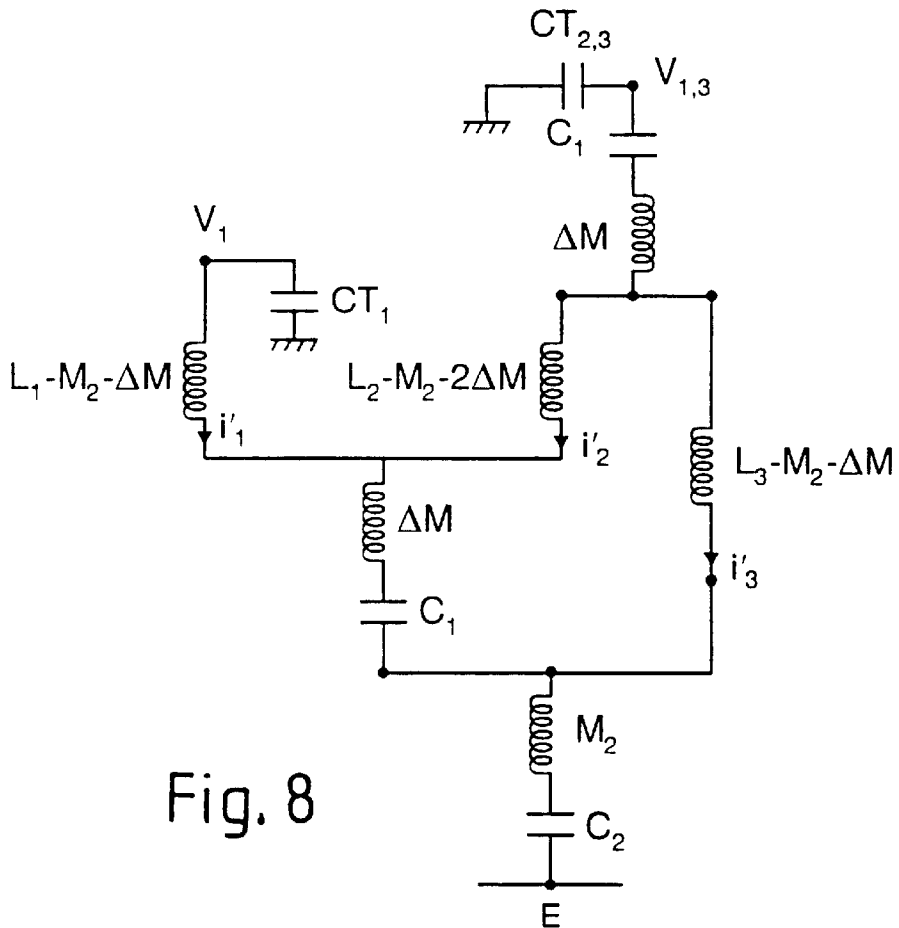 CT₂,₃
V₁,₃
C₁
ΔM
V₁
CT₁
L₁-M₂-ΔM
L₂-M₂-2ΔM
i'₁
i'₂
L₃-M₂-ΔM
ΔM
i'₃
C₁
M₂
Fig. 8
C₂
E